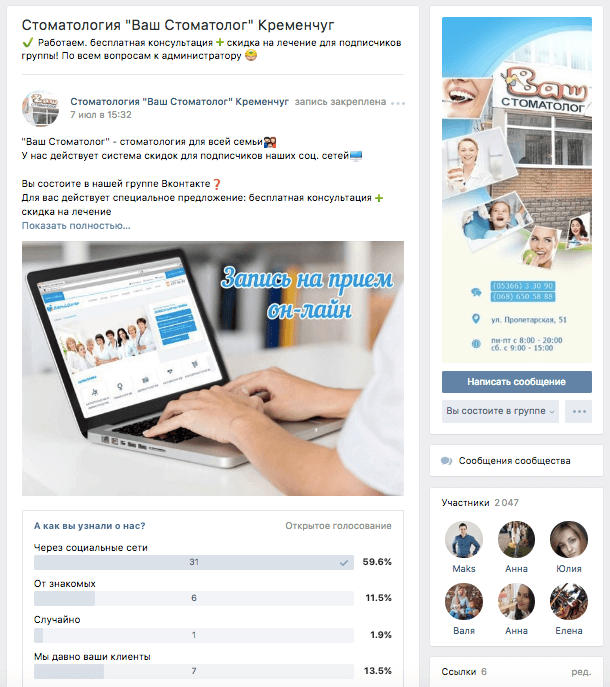 Стоматология "Ваш Стоматолог" Кременчуг
✔ Работаем. бесплатная консультация ➕ скидка на лечение для подписчиков
группы! По всем вопросам к администратору
Стоматология "Ваш Стоматолог" Кременчуг запись закреплена
7 июл в 15:32
"Ваш Стоматолог" - стоматология для всей семьи
У нас действует система скидок для подписчиков наших соц. сетей
Вы состоите в нашей группе Вконтакте❓
Для вас действует специальное предложение: бесплатная консультация ➕
скидка на лечение
Показать полностью...
Запись на прием
он-лайн
А как вы узнали о нас? Открытое голосование
Через социальные сети
31 59.6%
От знакомых
6 11.5%
Случайно
1 1.9%
Мы давно ваши клиенты
7 13.5%
Ваш
СТОМАТОЛОГ
(05366) 3 30 90
(068) 650 58 88
ул. Пролетарская, 51
пн-пт с 8:00 - 20:00
сб. с 9:00 - 15:00
Написать сообщение
Вы состоите в группе
Сообщения сообщества
Участники 2 047
Maks Анна Юлия
Валя Анна Елена
Ссылки 6 ред.